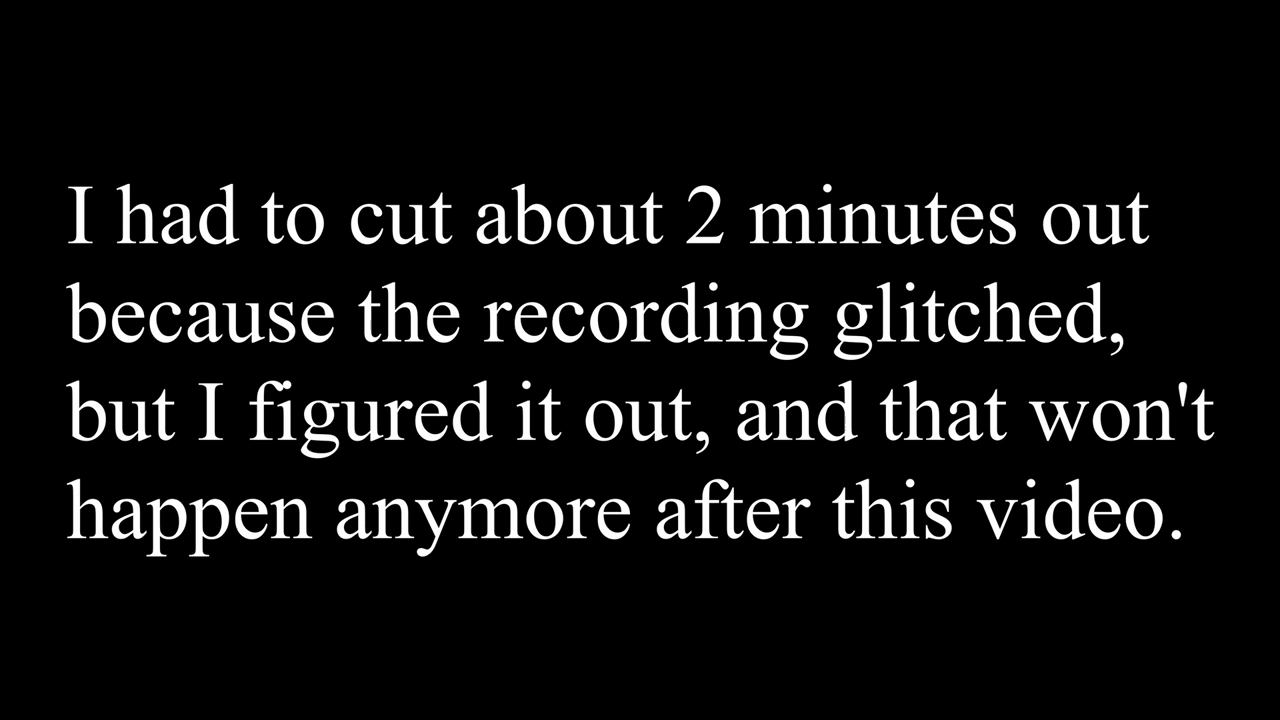 I had to cut about 2 minutes out
because the recording glitched,
but I figured it out, and that won't
happen anymore after this video.